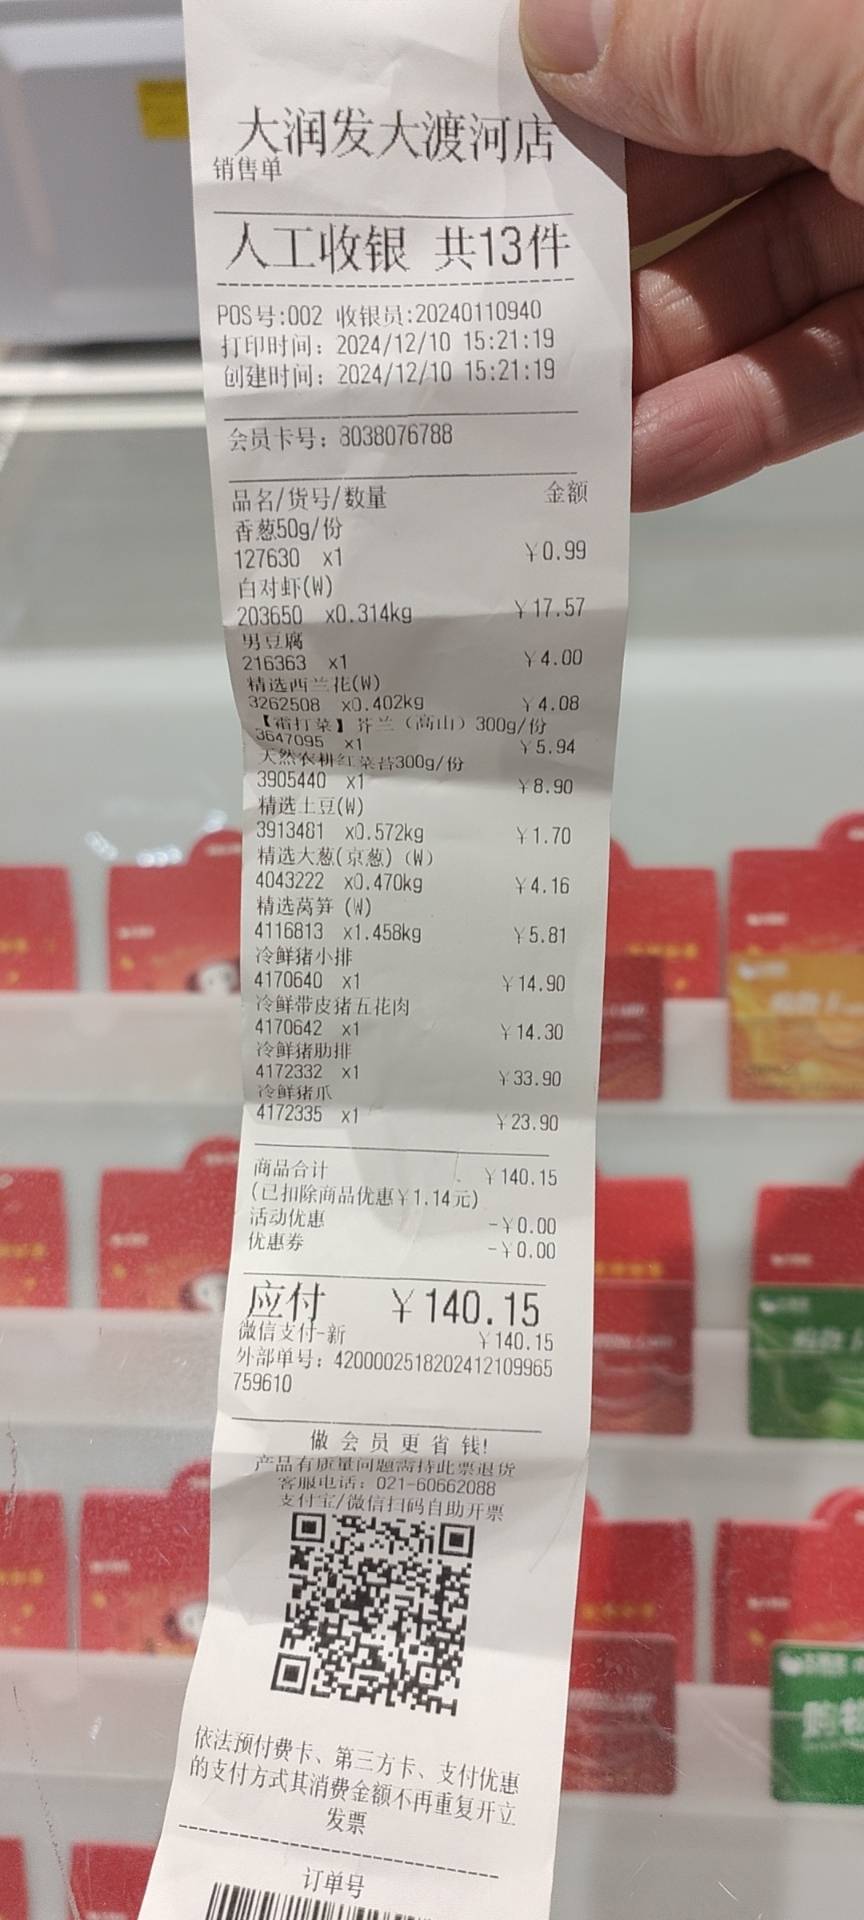 大润发大渡河店
销售单
人工收银 共13件
POS号:002 收银员:20240110940
打印时间: 2024/12/10 15:21:19
创建时间: 2024/12/10 15:21:19
会员卡号: 8038076788
品名/货号/数量 金额
香葱50g/份
127630 x1 ¥0.99
白对虾(W)
203650 x0.314kg ¥17.57
男豆腐
216363 x1 ¥4.00
精选西兰花(W)
3262508 x0.402kg ¥4.08
【霜打菜】芥兰（高山）300g/份
3647095 x1 ¥5.94
天然农耕红菜苔300g/份
3905440 x1 ¥8.90
精选土豆(W)
3913481 x0.572kg ¥1.70
精选大葱(京葱)（W）
4043222 x0.470kg ¥4.16
精选莴笋 (W)
4116813 x1.458kg ¥5.81
冷鲜猪小排
4170640 x1 ¥14.90
冷鲜带皮猪五花肉
4170642 x1 ¥14.30
冷鲜猪肋排
4172332 x1 ¥33.90
冷鲜猪爪
4172335 x1 ¥23.90
商品合计 ¥140.15
(已扣除商品优惠¥1.14元)
活动优惠 -¥0.00
优惠券 -¥0.00
应付 ¥140.15
微信支付-新 ¥140.15
外部单号: 4200002518202412109965
759610
做会员更省钱!
产品有质量问题需持此票退货
客服电话: 021-60662088
支付宝/微信扫码自助开票
依法预付费卡、第三方卡、支付优惠
的支付方式其消费金额不再重复开立
发票
订单号